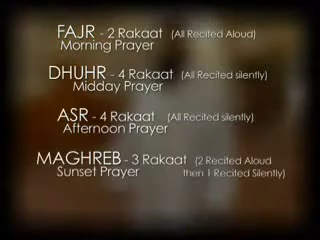 FAJR - 2 Rakaat (All Recited Aloud)
Morning Prayer
DHUHR - 4 Rakaat (All Recited silently)
Midday Prayer
ASR - 4 Rakaat (All Recited silently)
Afternoon Prayer
MAGHREB - 3 Rakaat (2 Recited Aloud
Sunset Prayer then 1 Recited Silently)